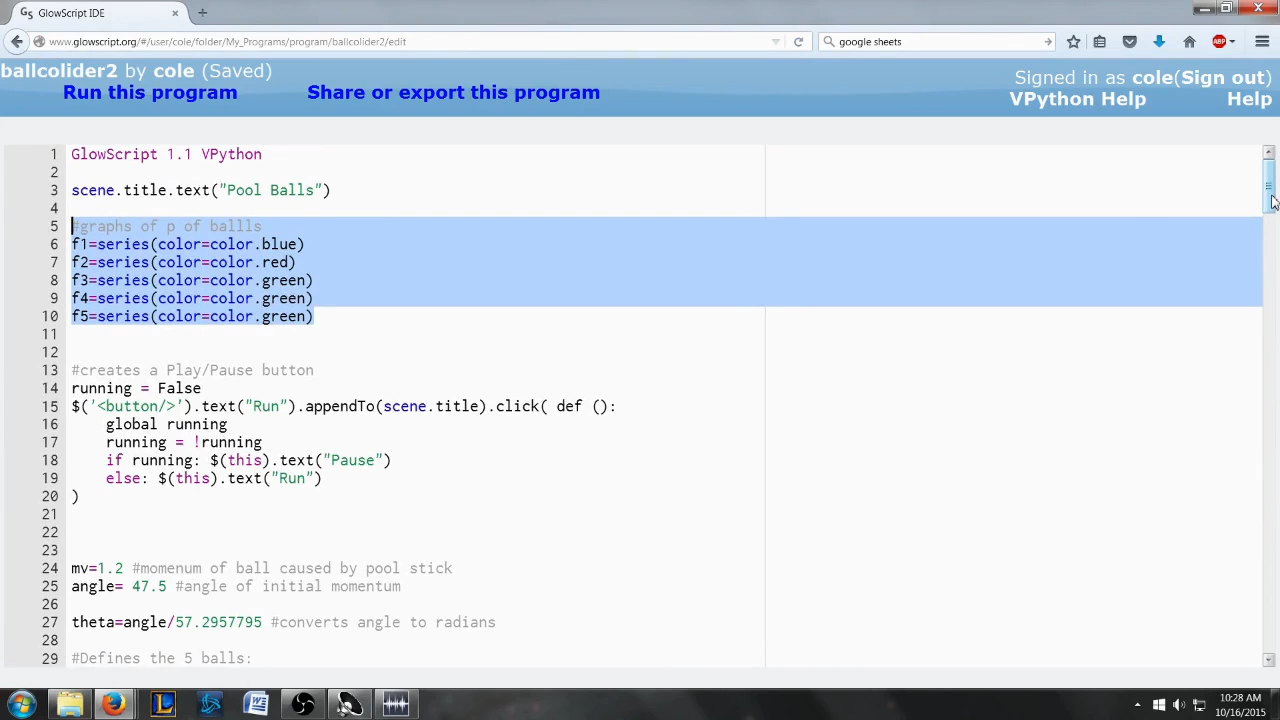 GlowScript IDE
www.glowscript.org/#/user/cole/folder/My_Programs/program/ballcolider2/edit
google sheets
ABP
ballcolider2 by cole (Saved)
Signed in as cole(Sign out)
Run this program
Share or export this program
VPython Help
Help
1 GlowScript 1.1 VPython
2
3 scene.title.text("Pool Balls")
4
5 #graphs of p of ballls
6 f1=series(color=color.blue)
7 f2=series(color=color.red)
8 f3=series(color=color.green)
9 f4=series(color=color.green)
10 f5=series(color=color.green)
11
12
13 #creates a Play/Pause button
14 running = False
15 $('<button/>').text("Run").appendTo(scene.title).click( def ():
16 global running
17 running = !running
18 if running: $(this).text("Pause")
19 else: $(this).text("Run")
20 )
21
22
23
24 mv=1.2 #momenum of ball caused by pool stick
25 angle= 47.5 #angle of initial momentum
26
27 theta=angle/57.2957795 #converts angle to radians
28
29 #Defines the 5 balls:
10:28 AM
10/16/2015